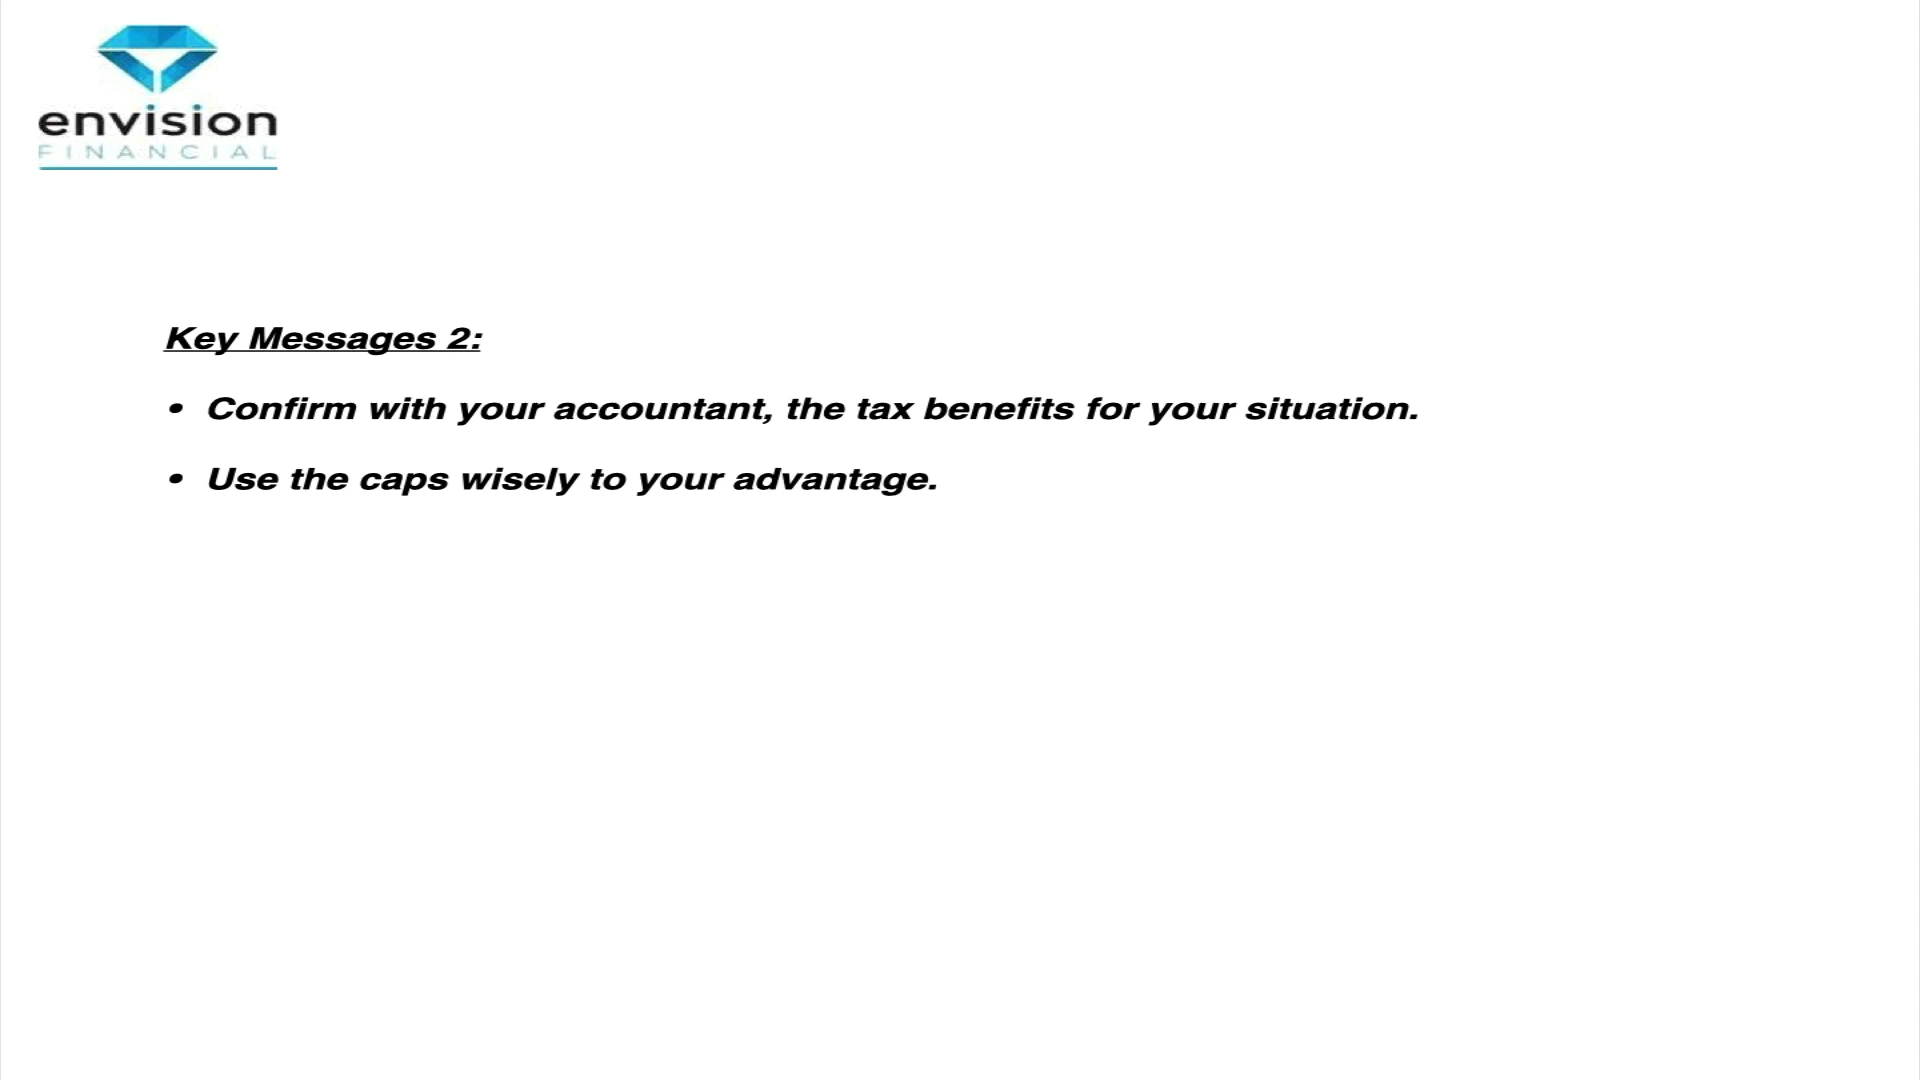 envision
FINANCIAL
Key Messages 2:
• Confirm with your accountant, the tax benefits for your situation.
• Use the caps wisely to your advantage.